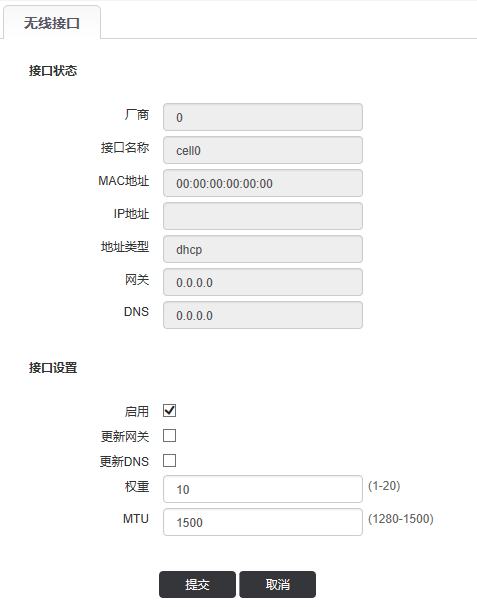 无线接口
接口状态
厂商 0
接口名称 cell0
MAC地址 00:00:00:00:00:00
IP地址
地址类型 dhcp
网关 0.0.0.0
DNS 0.0.0.0
接口设置
启用
更新网关
更新DNS
权重 10 (1-20)
MTU 1500 (1280-1500)
提交 取消